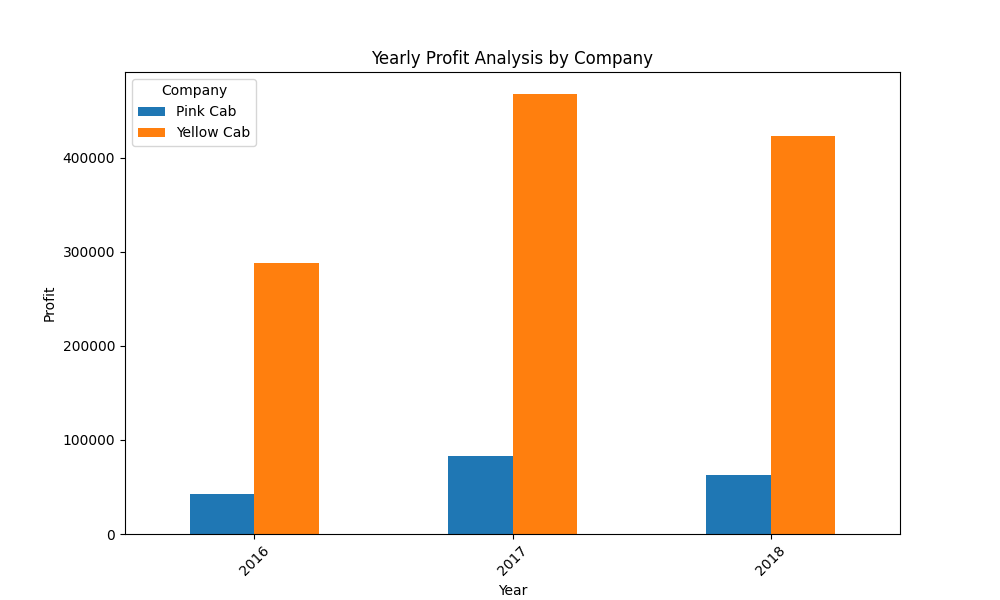 Yearly Profit Analysis by Company
Company
Pink Cab
Yellow Cab
400000
300000
200000
100000
0
Profit
2016
2017
2018
Year